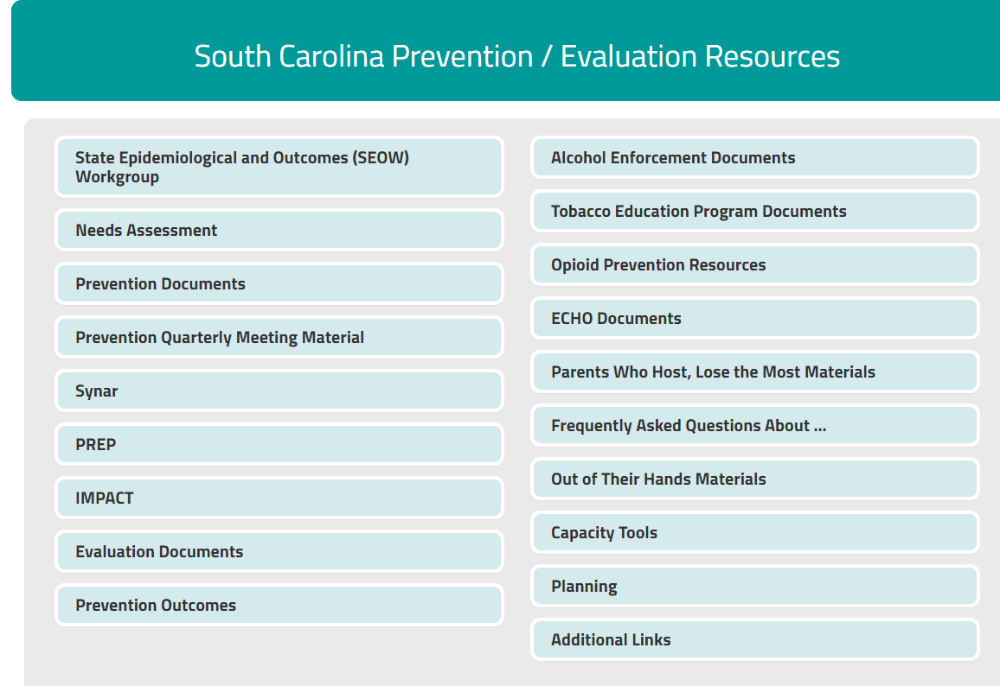 South Carolina Prevention / Evaluation Resources
State Epidemiological and Outcomes (SEOW)
Workgroup
Needs Assessment
Prevention Documents
Prevention Quarterly Meeting Material
Synar
PREP
IMPACT
Evaluation Documents
Prevention Outcomes
Alcohol Enforcement Documents
Tobacco Education Program Documents
Opioid Prevention Resources
ECHO Documents
Parents Who Host, Lose the Most Materials
Frequently Asked Questions About ...
Out of Their Hands Materials
Capacity Tools
Planning
Additional Links